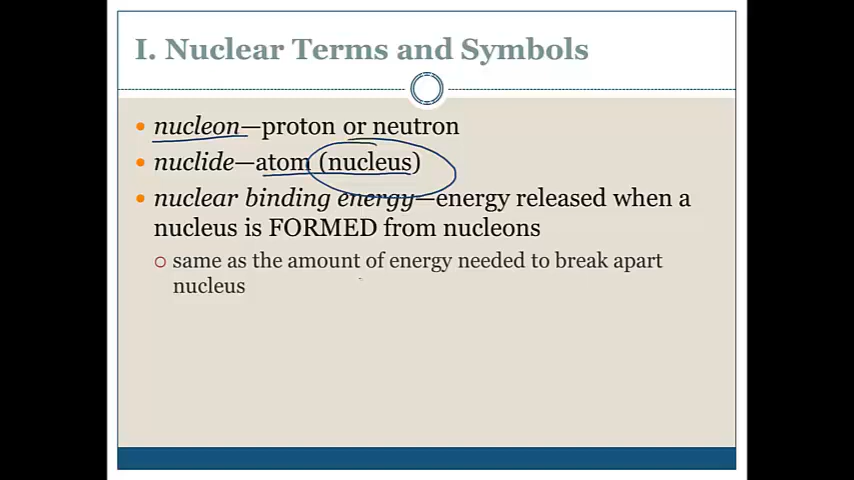 I. Nuclear Terms and Symbols
nucleon—proton or neutron
nuclide—atom (nucleus)
nuclear binding energy—energy released when a
nucleus is FORMED from nucleons
same as the amount of energy needed to break apart
nucleus